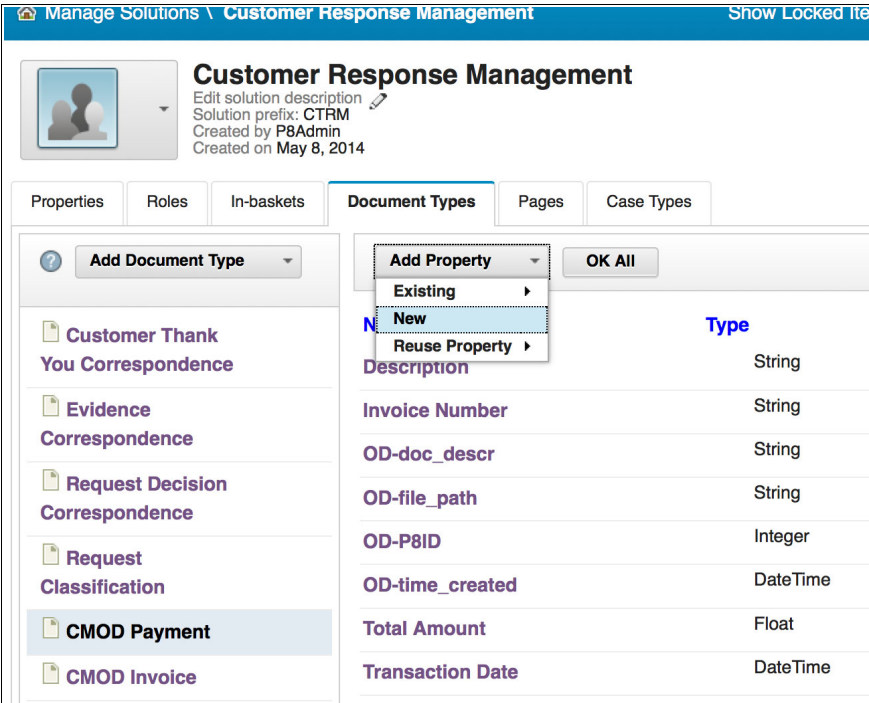 Manage Solutions \ Customer Response Management
Show Locked Ite
Customer Response Management
Edit solution description
Solution prefix: CTRM
Created by P8Admin
Created on May 8, 2014
Properties
Roles
In-baskets
Document Types
Pages
Case Types
? Add Document Type
Add Property
OK All
Existing
New
Reuse Property
N
Type
Customer Thank
You Correspondence
Evidence
Correspondence
Request Decision
Correspondence
Request
Classification
CMOD Payment
CMOD Invoice
Description String
Invoice Number String
OD-doc_descr String
OD-file_path String
OD-P8ID Integer
OD-time_created DateTime
Total Amount Float
Transaction Date DateTime